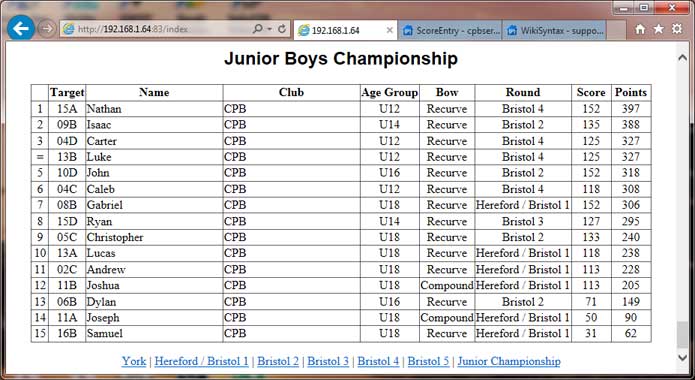 http://192.168.1.64:83/index
192.168.1.64
ScoreEntry - cpbser...
WikiSyntax - suppo...
Junior Boys Championship
Target Name Club Age Group Bow Round Score Points
1 15A Nathan CPB U12 Recurve Bristol 4 152 397
2 09B Isaac CPB U14 Recurve Bristol 2 135 388
3 04D Carter CPB U12 Recurve Bristol 4 125 327
= 13B Luke CPB U12 Recurve Bristol 4 125 327
5 10D John CPB U16 Recurve Bristol 2 152 318
6 04C Caleb CPB U12 Recurve Bristol 4 118 308
7 08B Gabriel CPB U18 Recurve Hereford / Bristol 1 152 306
8 15D Ryan CPB U14 Recurve Bristol 3 127 295
9 05C Christopher CPB U18 Recurve Bristol 2 133 240
10 13A Lucas CPB U18 Recurve Hereford / Bristol 1 118 238
11 02C Andrew CPB U18 Recurve Hereford / Bristol 1 113 228
12 11B Joshua CPB U18 Compound Hereford / Bristol 1 113 205
13 06B Dylan CPB U16 Recurve Bristol 2 71 149
14 11A Joseph CPB U18 Compound Hereford / Bristol 1 50 90
15 16B Samuel CPB U18 Recurve Hereford / Bristol 1 31 62
York | Hereford / Bristol 1 | Bristol 2 | Bristol 3 | Bristol 4 | Bristol 5 | Junior Championship